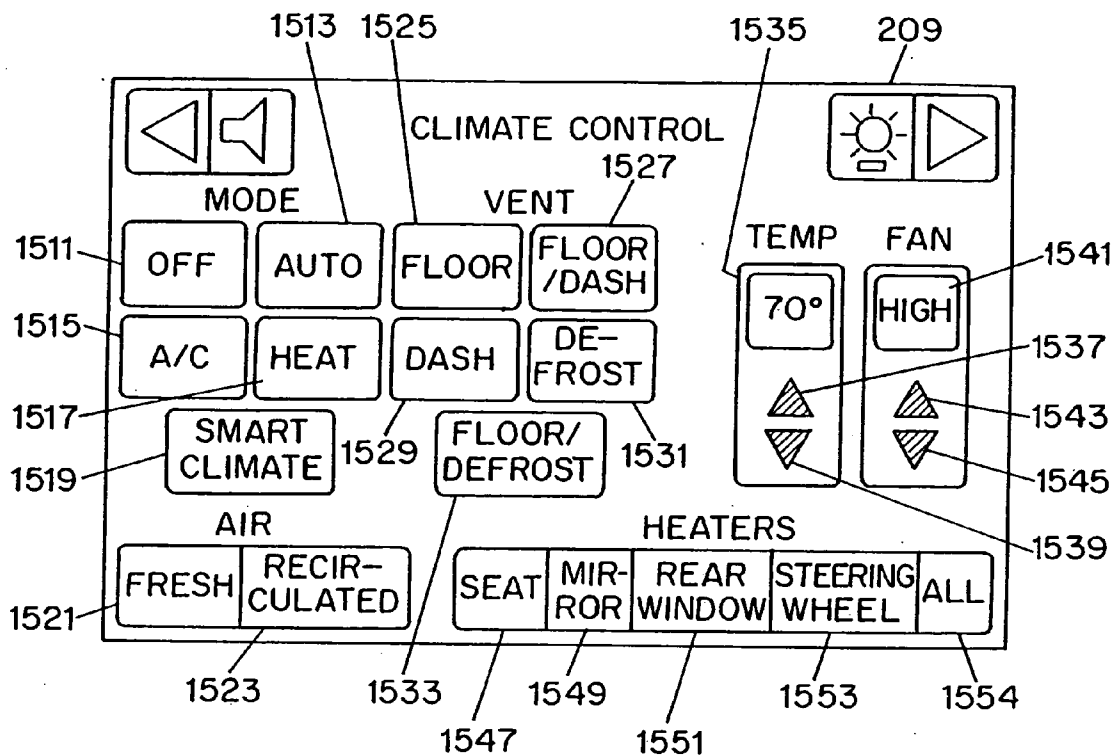 1513 1525 1535 209
CLIMATE CONTROL
1527
MODE VENT
TEMP FAN
1511 OFF AUTO FLOOR FLOOR
/DASH
70° HIGH 1541
1515 A/C HEAT DASH DE-
FROST
1537
1517 1543
1519 SMART
CLIMATE
1529 FLOOR/
DEFROST
1531 1545
1539
AIR HEATERS
1521 FRESH RECIR-
CULATED
SEAT MIR-
ROR
REAR
WINDOW
STEERING
WHEEL
ALL
1523 1533 1549 1553 1554
1547 1551